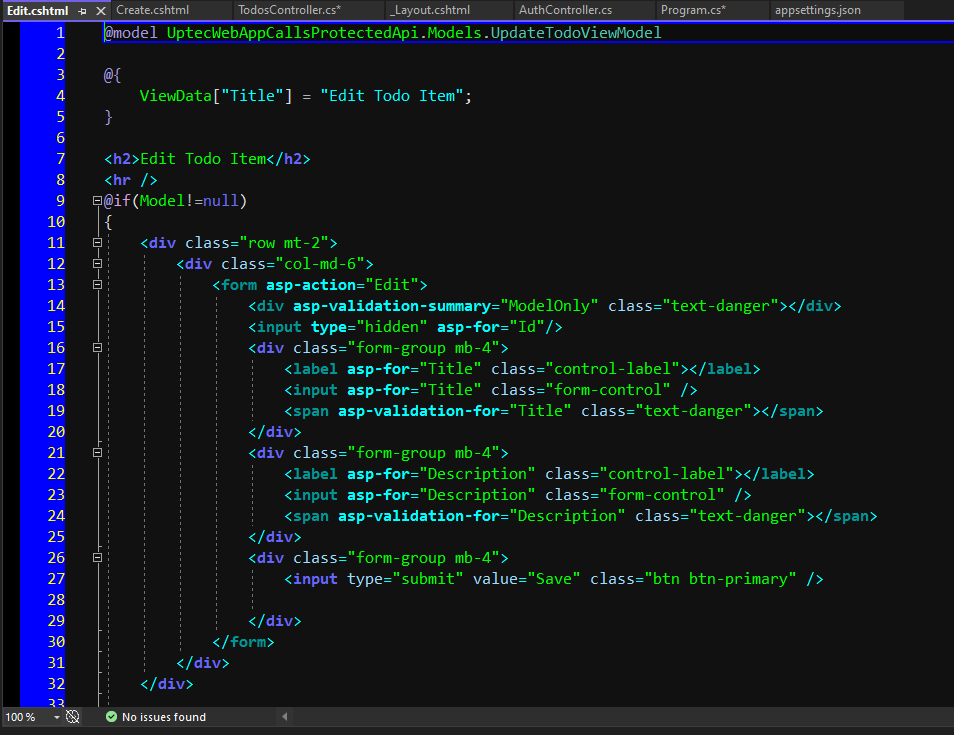 Edit.cshtml Create.cshtml TodosController.cs* _Layout.cshtml AuthController.cs Program.cs* appsettings.json
1 @model UptecWebAppCallsProtectedApi.Models.UpdateTodoViewModel
2
3 @{
4 ViewData["Title"] = "Edit Todo Item";
5 }
6
7 <h2>Edit Todo Item</h2>
8 <hr />
9 @if(Model!=null)
10 {
11 <div class="row mt-2">
12 <div class="col-md-6">
13 <form asp-action="Edit">
14 <div asp-validation-summary="ModelOnly" class="text-danger"></div>
15 <input type="hidden" asp-for="Id"/>
16 <div class="form-group mb-4">
17 <label asp-for="Title" class="control-label"></label>
18 <input asp-for="Title" class="form-control" />
19 <span asp-validation-for="Title" class="text-danger"></span>
20 </div>
21 <div class="form-group mb-4">
22 <label asp-for="Description" class="control-label"></label>
23 <input asp-for="Description" class="form-control" />
24 <span asp-validation-for="Description" class="text-danger"></span>
25 </div>
26 <div class="form-group mb-4">
27 <input type="submit" value="Save" class="btn btn-primary" />
28
29 </div>
30 </form>
31 </div>
32 </div>
33
100 % No issues found